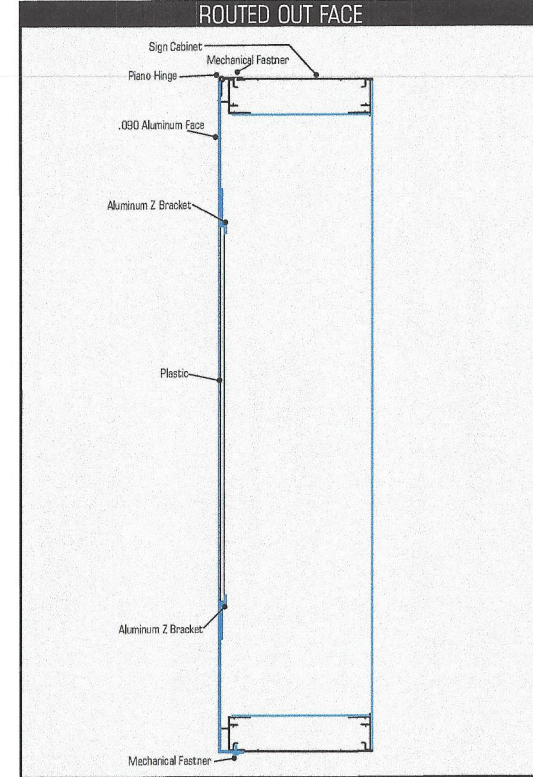 ROUTED OUT FACE
Sign Cabinet
Mechanical Fastner
Piano Hinge
.090 Aluminum Face
Aluminum Z Bracket
Plastic
Aluminum Z Bracket
Mechanical Fastner